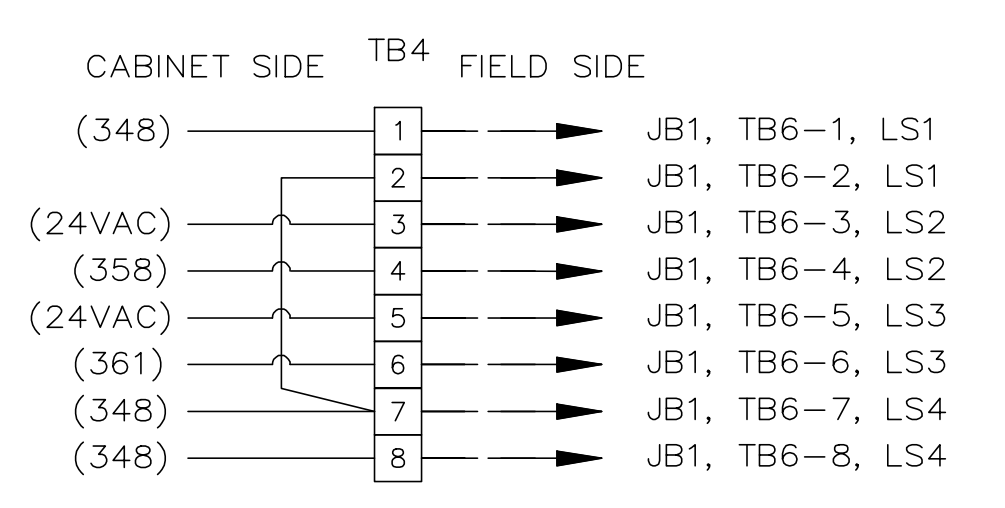 TB4
CABINET SIDE FIELD SIDE
(348) 1 JB1, TB6-1, LS1
2 JB1, TB6-2, LS1
(24VAC) 3 JB1, TB6-3, LS2
(358) 4 JB1, TB6-4, LS2
(24VAC) 5 JB1, TB6-5, LS3
(361) 6 JB1, TB6-6, LS3
(348) 7 JB1, TB6-7, LS4
(348) 8 JB1, TB6-8, LS4